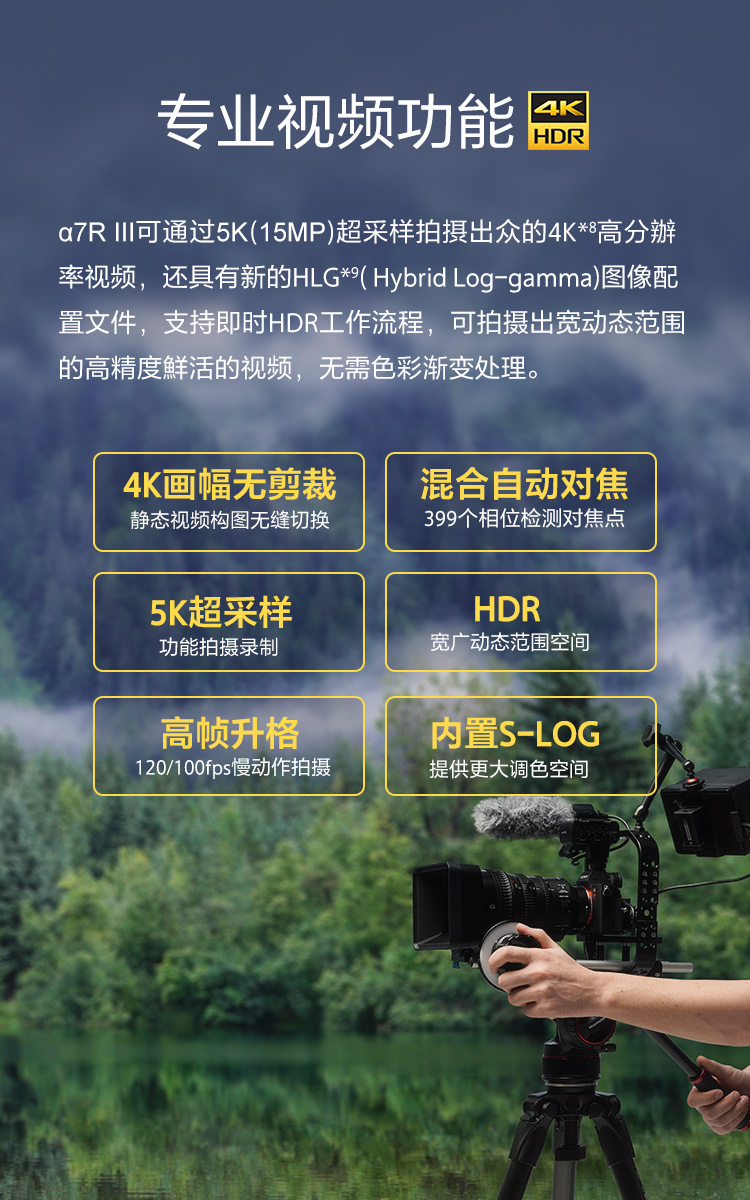 专业视频功能 4K HDR
α7R III可通过5K(15MP)超采样拍摄出众的4K*8高分辨
率视频，还具有新的HLG*9( Hybrid Log-gamma)图像配
置文件，支持即时HDR工作流程，可拍摄出宽动态范围
的高精度鲜活的视频，无需色彩渐变处理。
4K画幅无剪裁
静态视频构图无缝切换
混合自动对焦
399个相位检测对焦点
5K超采样
功能拍摄录制
HDR
宽广动态范围空间
高帧升格
120/100fps慢动作拍摄
内置S-LOG
提供更大调色空间